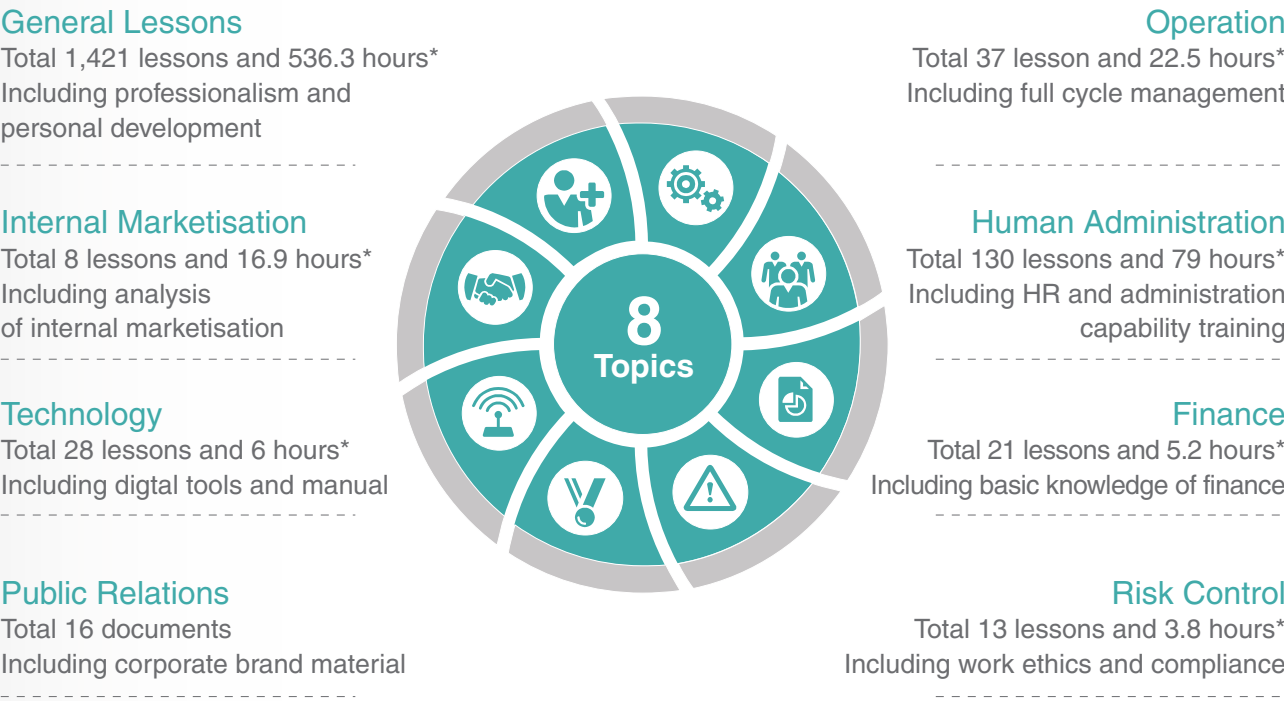 General Lessons
Total 1,421 lessons and 536.3 hours*
Including professionalism and
personal development
Internal Marketisation
Total 8 lessons and 16.9 hours*
Including analysis
of internal marketisation
Technology
Total 28 lessons and 6 hours*
Including digtal tools and manual
Public Relations
Total 16 documents
Including corporate brand material
8
Topics
Operation
Total 37 lesson and 22.5 hours*
Including full cycle management
Human Administration
Total 130 lessons and 79 hours*
Including HR and administration
capability training
Finance
Total 21 lessons and 5.2 hours*
Including basic knowledge of finance
Risk Control
Total 13 lessons and 3.8 hours*
Including work ethics and compliance